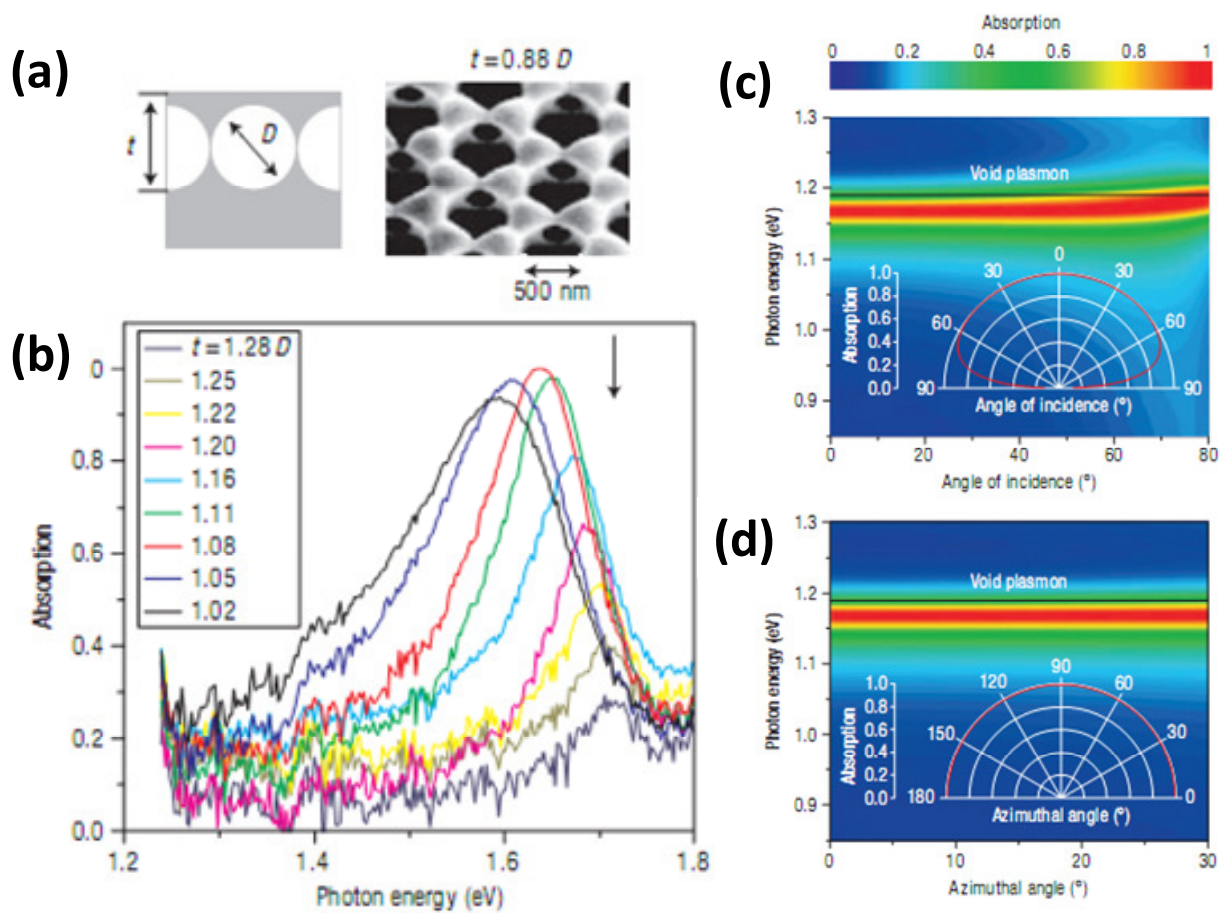 (a)
t = 0.88 D
t
D
500 nm
(b)
t = 1.28 D
1.25
1.22
1.20
1.16
1.11
1.08
1.05
1.02
0
0.8
0.6
0.4
0.2
0.0
Absorption
1.2 1.4 1.6 1.8
Photon energy (eV)
(c)
Absorption
0 0.2 0.4 0.6 0.8 1
1.3
1.2
1.1
1.0
0.9
Photon energy (eV)
Void plasmon
0
30 30
60 60
90 90
1.0
0.8
0.6
0.4
0.2
0.0
Absorption
Angle of incidence (°)
0 20 40 60 80
Angle of incidence (°)
(d)
1.3
1.2
1.1
1.0
0.9
Photon energy (eV)
Void plasmon
90
120 60
150 30
180 0
1.0
0.8
0.6
0.4
0.2
0.0
Absorption
Azimuthal angle (°)
0 10 20 30
Azimuthal angle (°)